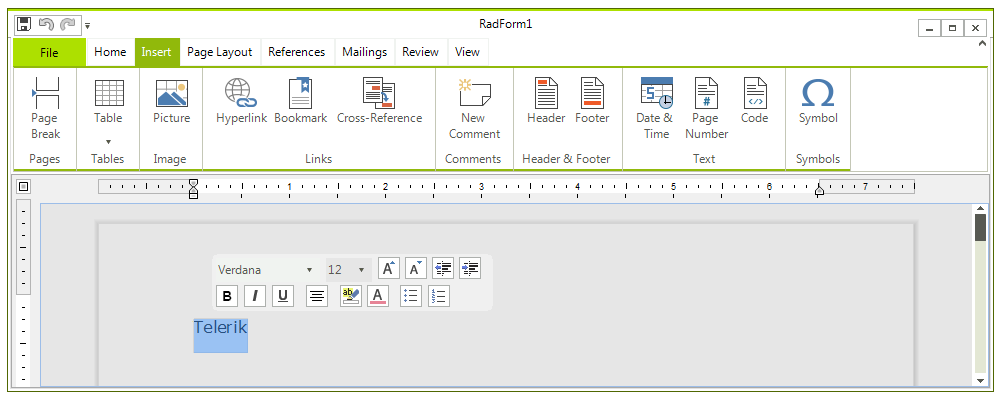 RadForm1
File Home Insert Page Layout References Mailings Review View
Page Break Table Picture Hyperlink Bookmark Cross-Reference New Comment Header Footer Date & Time Page Number Code Symbol
Pages Tables Image Links Comments Header & Footer Text Symbols
1 2 3 4 5 6 7
Verdana 12 A A
B I U ab A
Telerik